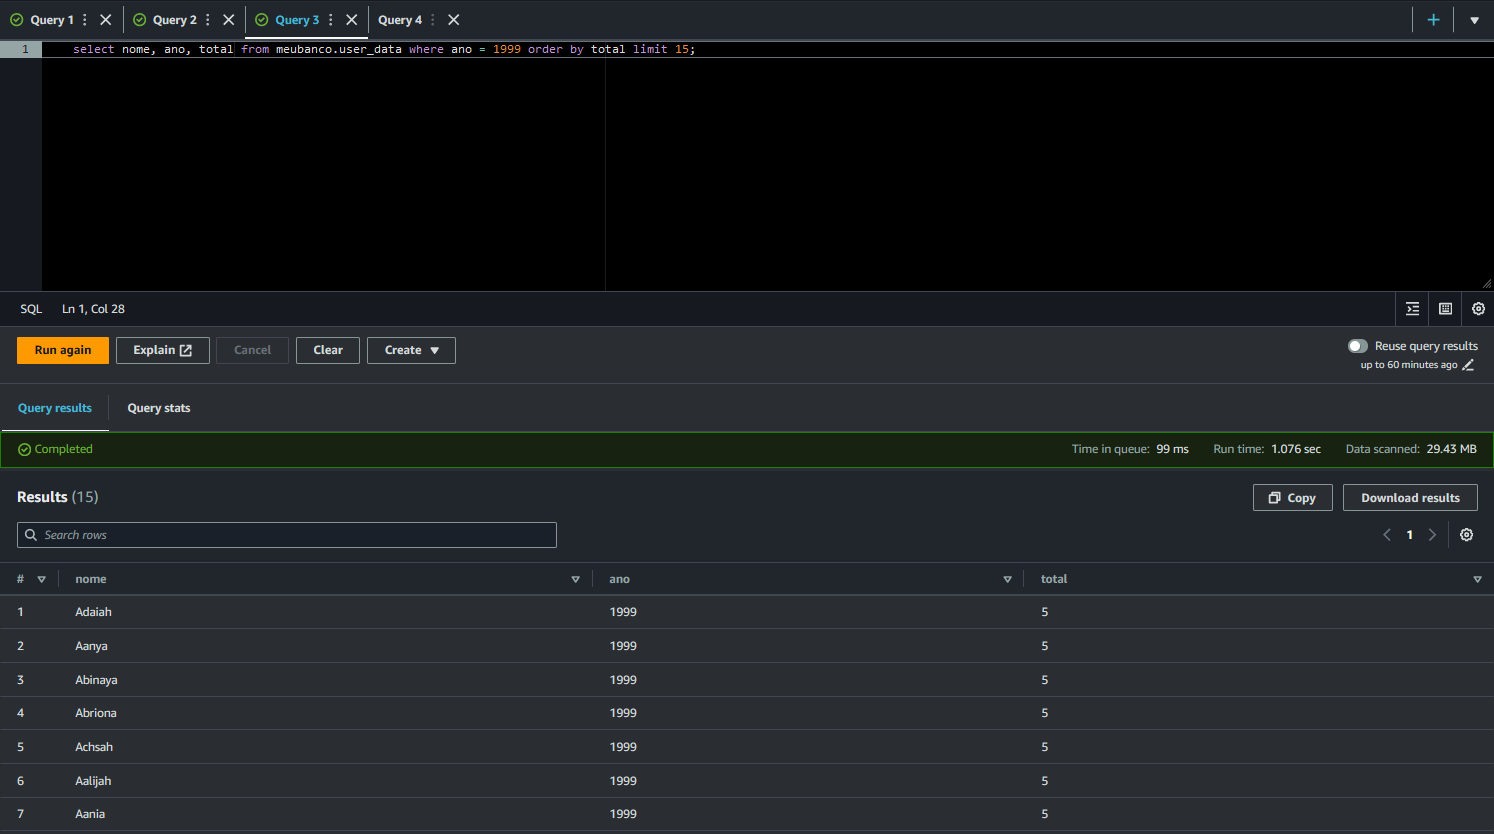 Query 1 Query 2 Query 3 Query 4
1 select nome, ano, total from meubanco.user_data where ano = 1999 order by total limit 15;
SQL Ln 1, Col 28
Run again Explain Cancel Clear Create Reuse query results
up to 60 minutes ago
Query results Query stats
Completed Time in queue: 99 ms Run time: 1.076 sec Data scanned: 29.43 MB
Results (15) Copy Download results
Search rows 1
# nome ano total
1 Adaiah 1999 5
2 Aanya 1999 5
3 Abinaya 1999 5
4 Abriona 1999 5
5 Achsah 1999 5
6 Aalijah 1999 5
7 Aania 1999 5